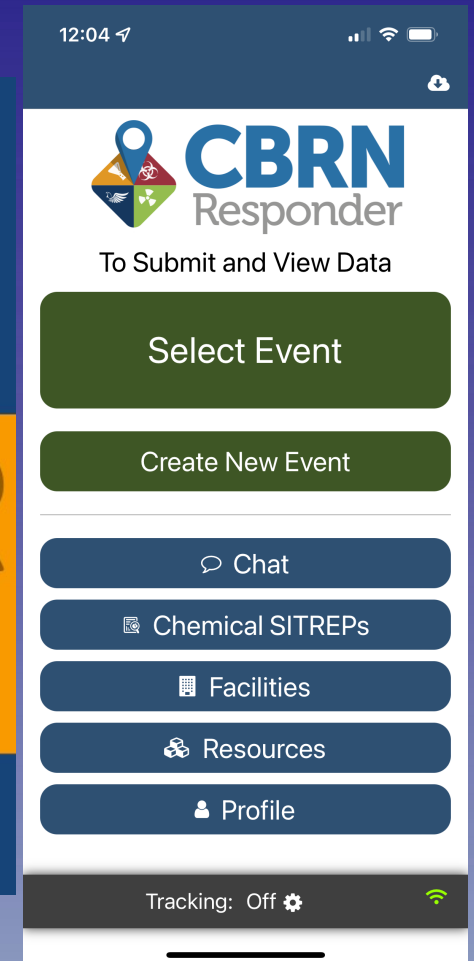 12:04
CBRN
Responder
To Submit and View Data
Select Event
Create New Event
Chat
Chemical SITREPs
Facilities
Resources
Profile
Tracking: Off